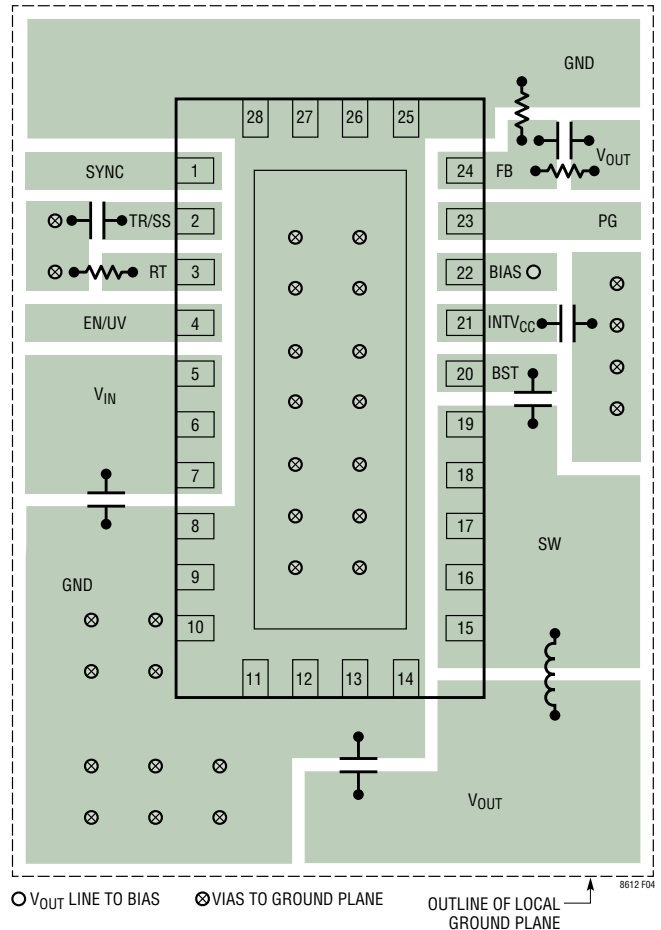 GND
28 27 26 25
SYNC 1 24 FB VOUT
TR/SS 2 23 PG
RT 3 22 BIAS
EN/UV 4 21 INTVCC
5 20 BST
VIN
6 19
7 18
8 17
SW
GND 9 16
10 15
11 12 13 14
VOUT
VOUT LINE TO BIAS
VIAS TO GROUND PLANE
OUTLINE OF LOCAL
GROUND PLANE
8612 F04